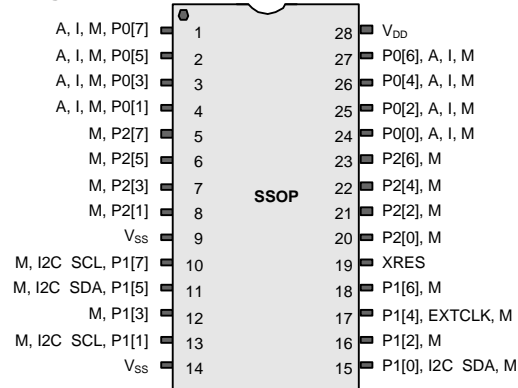 A, I, M, P0[7] 1 28 VDD
A, I, M, P0[5] 2 27 P0[6], A, I, M
A, I, M, P0[3] 3 26 P0[4], A, I, M
A, I, M, P0[1] 4 25 P0[2], A, I, M
M, P2[7] 5 24 P0[0], A, I, M
M, P2[5] 6 23 P2[6], M
M, P2[3] 7 22 P2[4], M
SSOP
M, P2[1] 8 21 P2[2], M
VSS 9 20 P2[0], M
M, I2C SCL, P1[7] 10 19 XRES
M, I2C SDA, P1[5] 11 18 P1[6], M
M, P1[3] 12 17 P1[4], EXTCLK, M
M, I2C SCL, P1[1] 13 16 P1[2], M
VSS 14 15 P1[0], I2C SDA, M